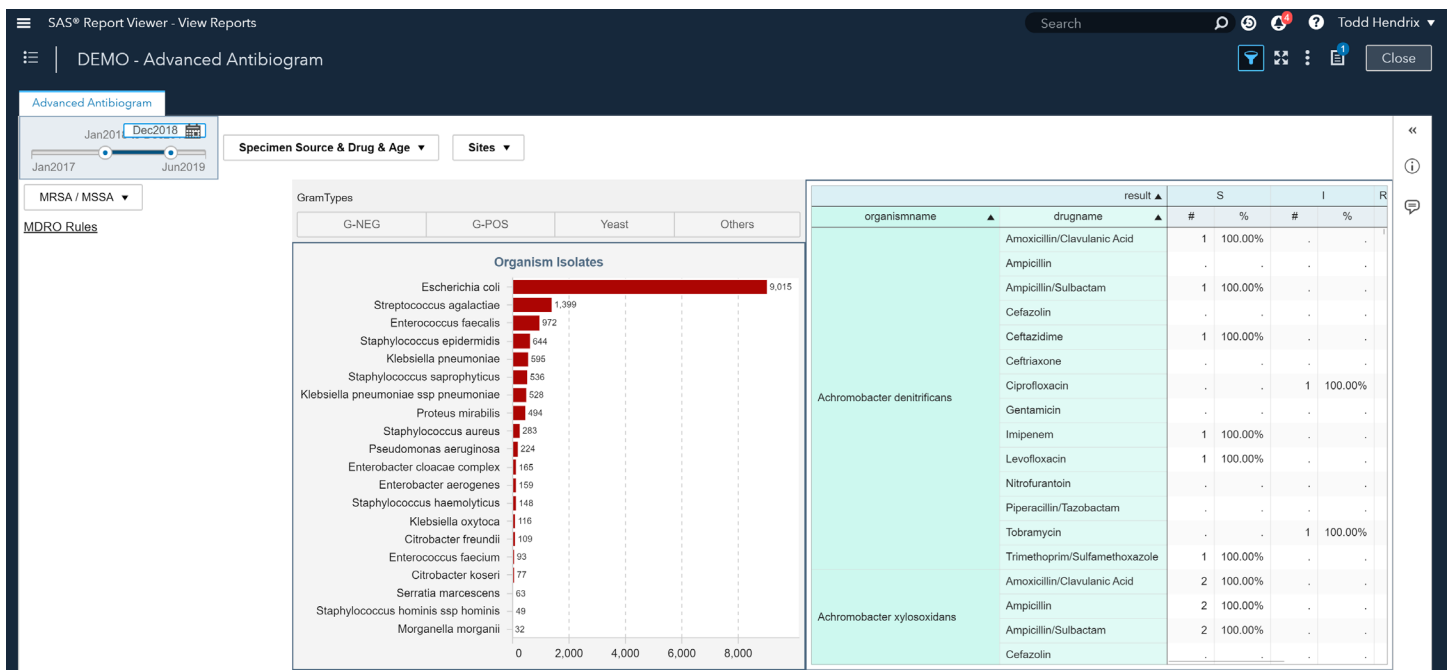 SAS® Report Viewer - View Reports
Search
4
Todd Hendrix
DEMO - Advanced Antibiogram
1
Close
Advanced Antibiogram
Dec2018
Jan2017
Jun2019
Specimen Source & Drug & Age
Sites
MRSA / MSSA
MDRO Rules
GramTypes
G-NEG G-POS Yeast Others
Organism Isolates
Escherichia coli 9,015
Streptococcus agalactiae 1,399
Enterococcus faecalis 972
Staphylococcus epidermidis 644
Klebsiella pneumoniae 595
Staphylococcus saprophyticus 536
Klebsiella pneumoniae ssp pneumoniae 528
Proteus mirabilis 494
Staphylococcus aureus 283
Pseudomonas aeruginosa 224
Enterobacter cloacae complex 165
Enterobacter aerogenes 159
Staphylococcus haemolyticus 148
Klebsiella oxytoca 116
Citrobacter freundii 109
Enterococcus faecium 93
Citrobacter koseri 77
Serratia marcescens 63
Staphylococcus hominis ssp hominis 49
Morganella morganii 32
0 2,000 4,000 6,000 8,000
result S I R
organismname drugname # % # %
Achromobacter denitrificans
Amoxicillin/Clavulanic Acid 1 100.00% . .
Ampicillin . . . .
Ampicillin/Sulbactam 1 100.00% . .
Cefazolin . . . .
Ceftazidime 1 100.00% . .
Ceftriaxone . . . .
Ciprofloxacin . . 1 100.00%
Gentamicin . . . .
Imipenem 1 100.00% . .
Levofloxacin 1 100.00% . .
Nitrofurantoin . . . .
Piperacillin/Tazobactam . . . .
Tobramycin . . 1 100.00%
Trimethoprim/Sulfamethoxazole 1 100.00% . .
Achromobacter xylosoxidans
Amoxicillin/Clavulanic Acid 2 100.00% . .
Ampicillin 2 100.00% . .
Ampicillin/Sulbactam 2 100.00% . .
Cefazolin . . . .